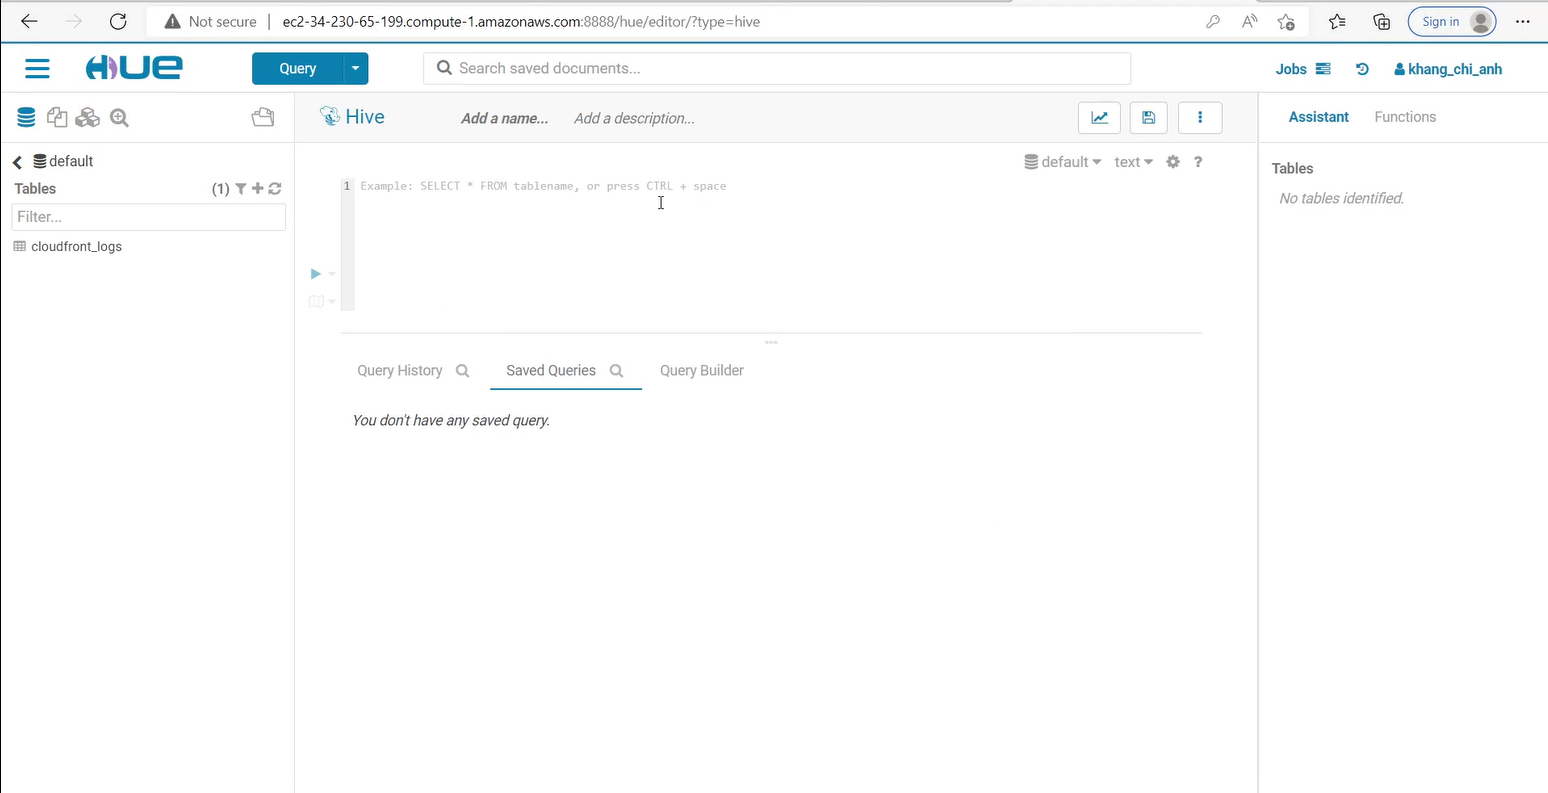 Not secure | ec2-34-230-65-199.compute-1.amazonaws.com:8888/hue/editor/?type=hive
Sign in
HUE
Query
Search saved documents...
Jobs
khang_chi_anh
Hive
Add a name...
Add a description...
Assistant
Functions
default
Tables
(1)
Filter...
cloudfront_logs
default
text
?
1
Example: SELECT * FROM tablename, or press CTRL + space
Query History
Saved Queries
Query Builder
You don't have any saved query.
Tables
No tables identified.